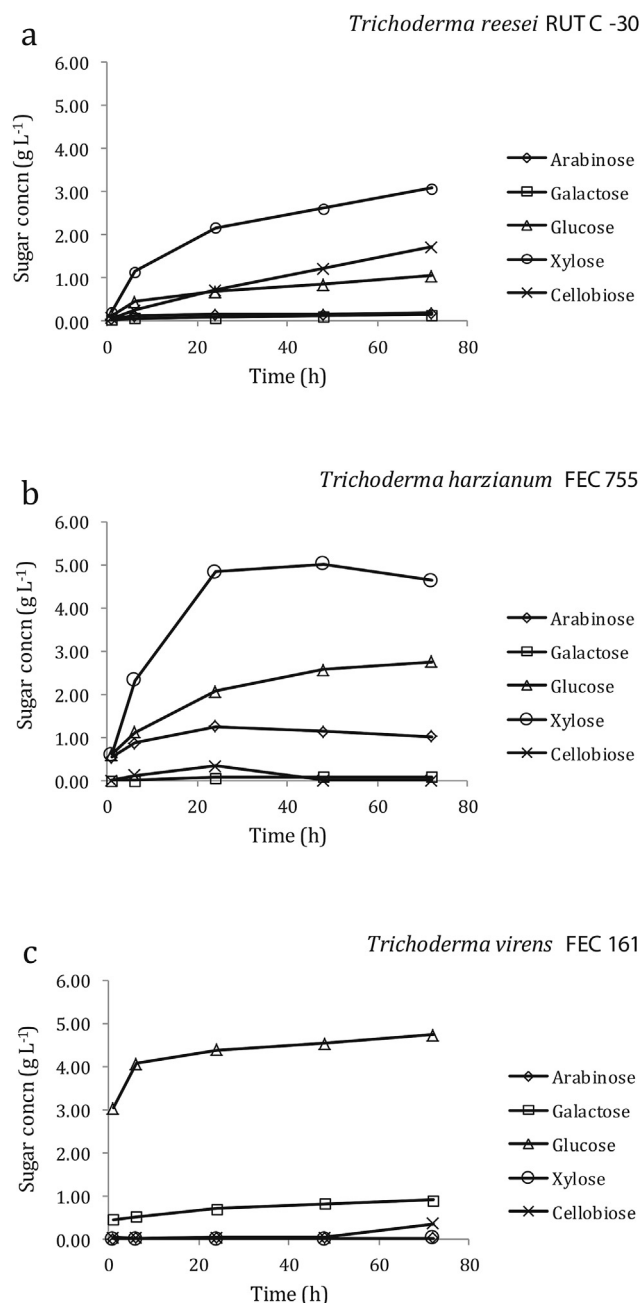 a
Trichoderma reesei RUT C -30
6.00
5.00
4.00
3.00
2.00
1.00
0.00
Sugar concn (g L-1)
0 20 40 60 80
Time (h)
Arabinose
Galactose
Glucose
Xylose
Cellobiose
b
Trichoderma harzianum FEC 755
6.00
5.00
4.00
3.00
2.00
1.00
0.00
Sugar concn (g L-1)
0 20 40 60 80
Time (h)
Arabinose
Galactose
Glucose
Xylose
Cellobiose
c
Trichoderma virens FEC 161
6.00
5.00
4.00
3.00
2.00
1.00
0.00
Sugar concn (g L-1)
0 20 40 60 80
Time (h)
Arabinose
Galactose
Glucose
Xylose
Cellobiose